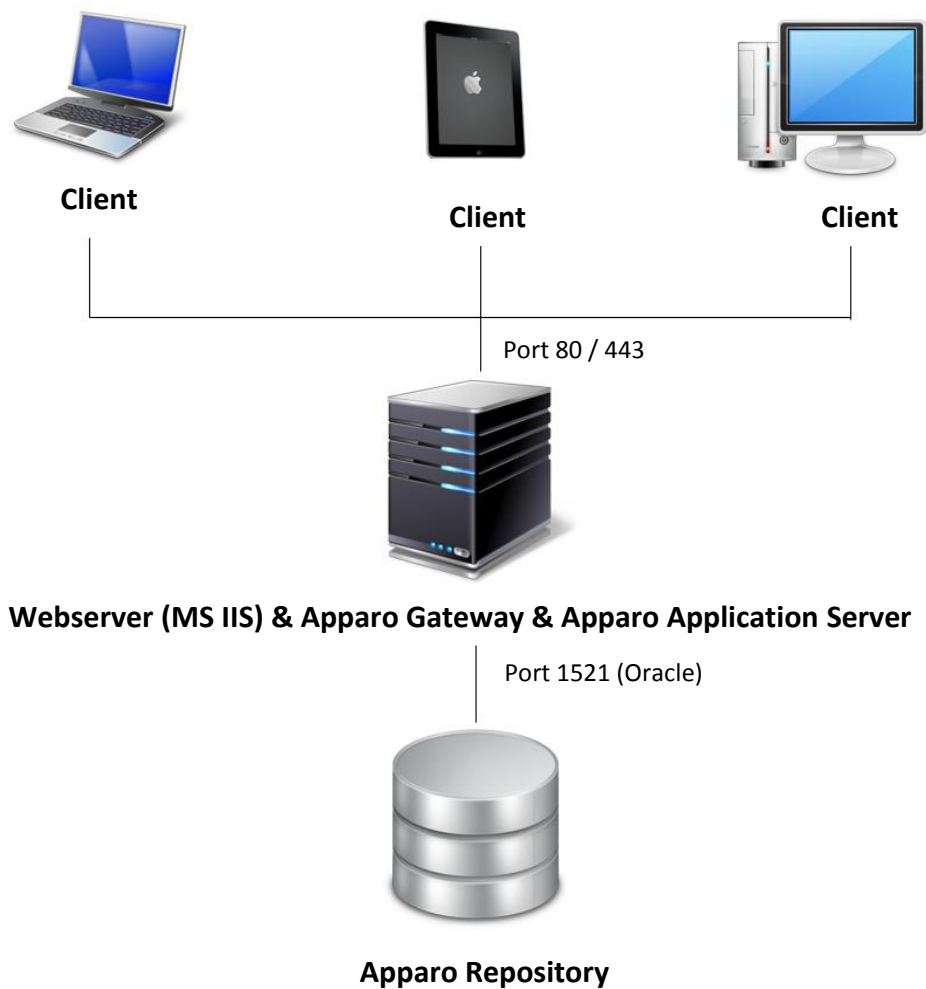 Client
Client
Client
Port 80 / 443
Webserver (MS IIS) & Apparo Gateway & Apparo Application Server
Port 1521 (Oracle)
Apparo Repository